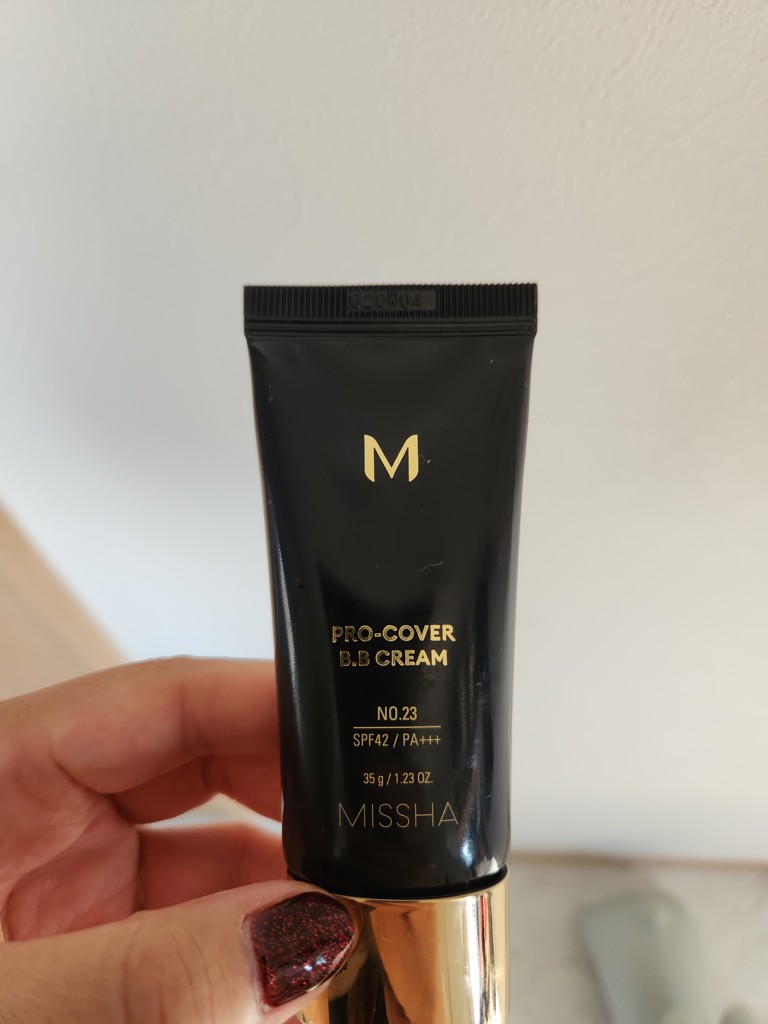 M
PRO-COVER
B.B CREAM
NO.23
SPF42 / PA+++
35 g / 1.23 OZ.
MISSHA